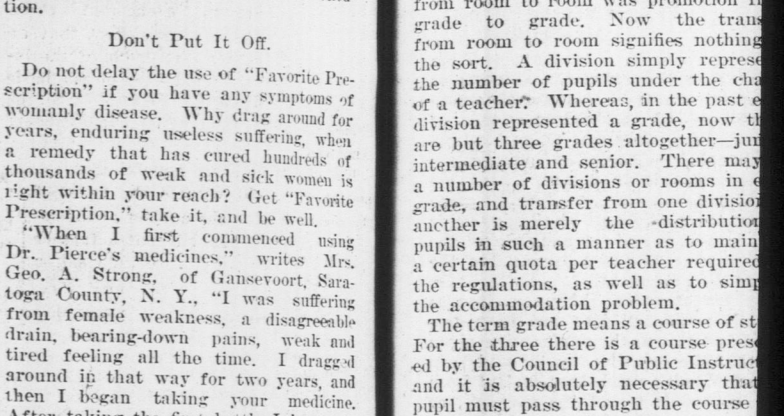 tion.
Don't Put It Off.
Do not delay the use of "Favorite Pre-
scription" if you have any symptoms of
womanly disease. Why drag around for
years, enduring useless suffering, when
a remedy that has cured hundreds of
thousands of weak and sick women is
right within your reach? Get "Favorite
Prescription," take it, and be well.
"When I first commenced using
Dr. Pierce's medicines," writes Mrs.
Geo. A. Strong, of Gansevoort, Sara-
toga County, N. Y., "I was suffering
from female weakness, a disagreeable
drain, bearing-down pains, weak and
tired feeling all the time. I dragged
around in that way for two years, and
then I began taking your medicine.
from room to room was promotion
grade to grade. Now the tran
from room to room signifies nothing
the sort. A division simply represe
the number of pupils under the cha
of a teacher. Whereas, in the past e
division represented a grade, now th
are but three grades altogether—jun
intermediate and senior. There may
a number of divisions or rooms in e
grade, and transfer from one division
another is merely the distribution
pupils in such a manner as to main
a certain quota per teacher required
the regulations, as well as to simp
the accommodation problem.
The term grade means a course of st
For the three there is a course pres
ed by the Council of Public Instruc
and it is absolutely necessary that
pupil must pass through the course